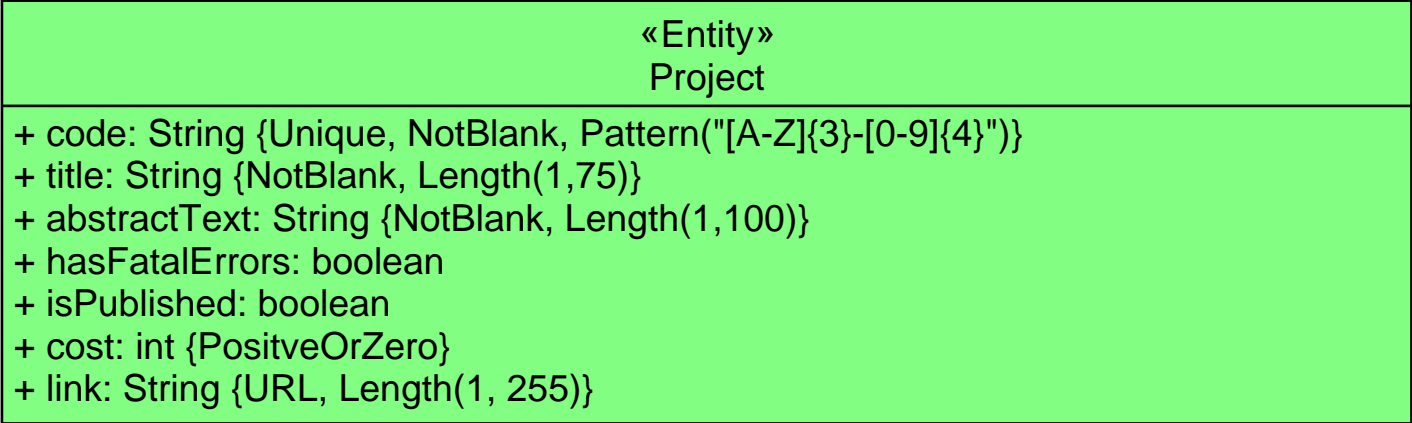 «Entity»
Project
+ code: String {Unique, NotBlank, Pattern("[A-Z]{3}-[0-9]{4}")}
+ title: String {NotBlank, Length(1,75)}
+ abstractText: String {NotBlank, Length(1,100)}
+ hasFatalErrors: boolean
+ isPublished: boolean
+ cost: int {PositveOrZero}
+ link: String {URL, Length(1, 255)}